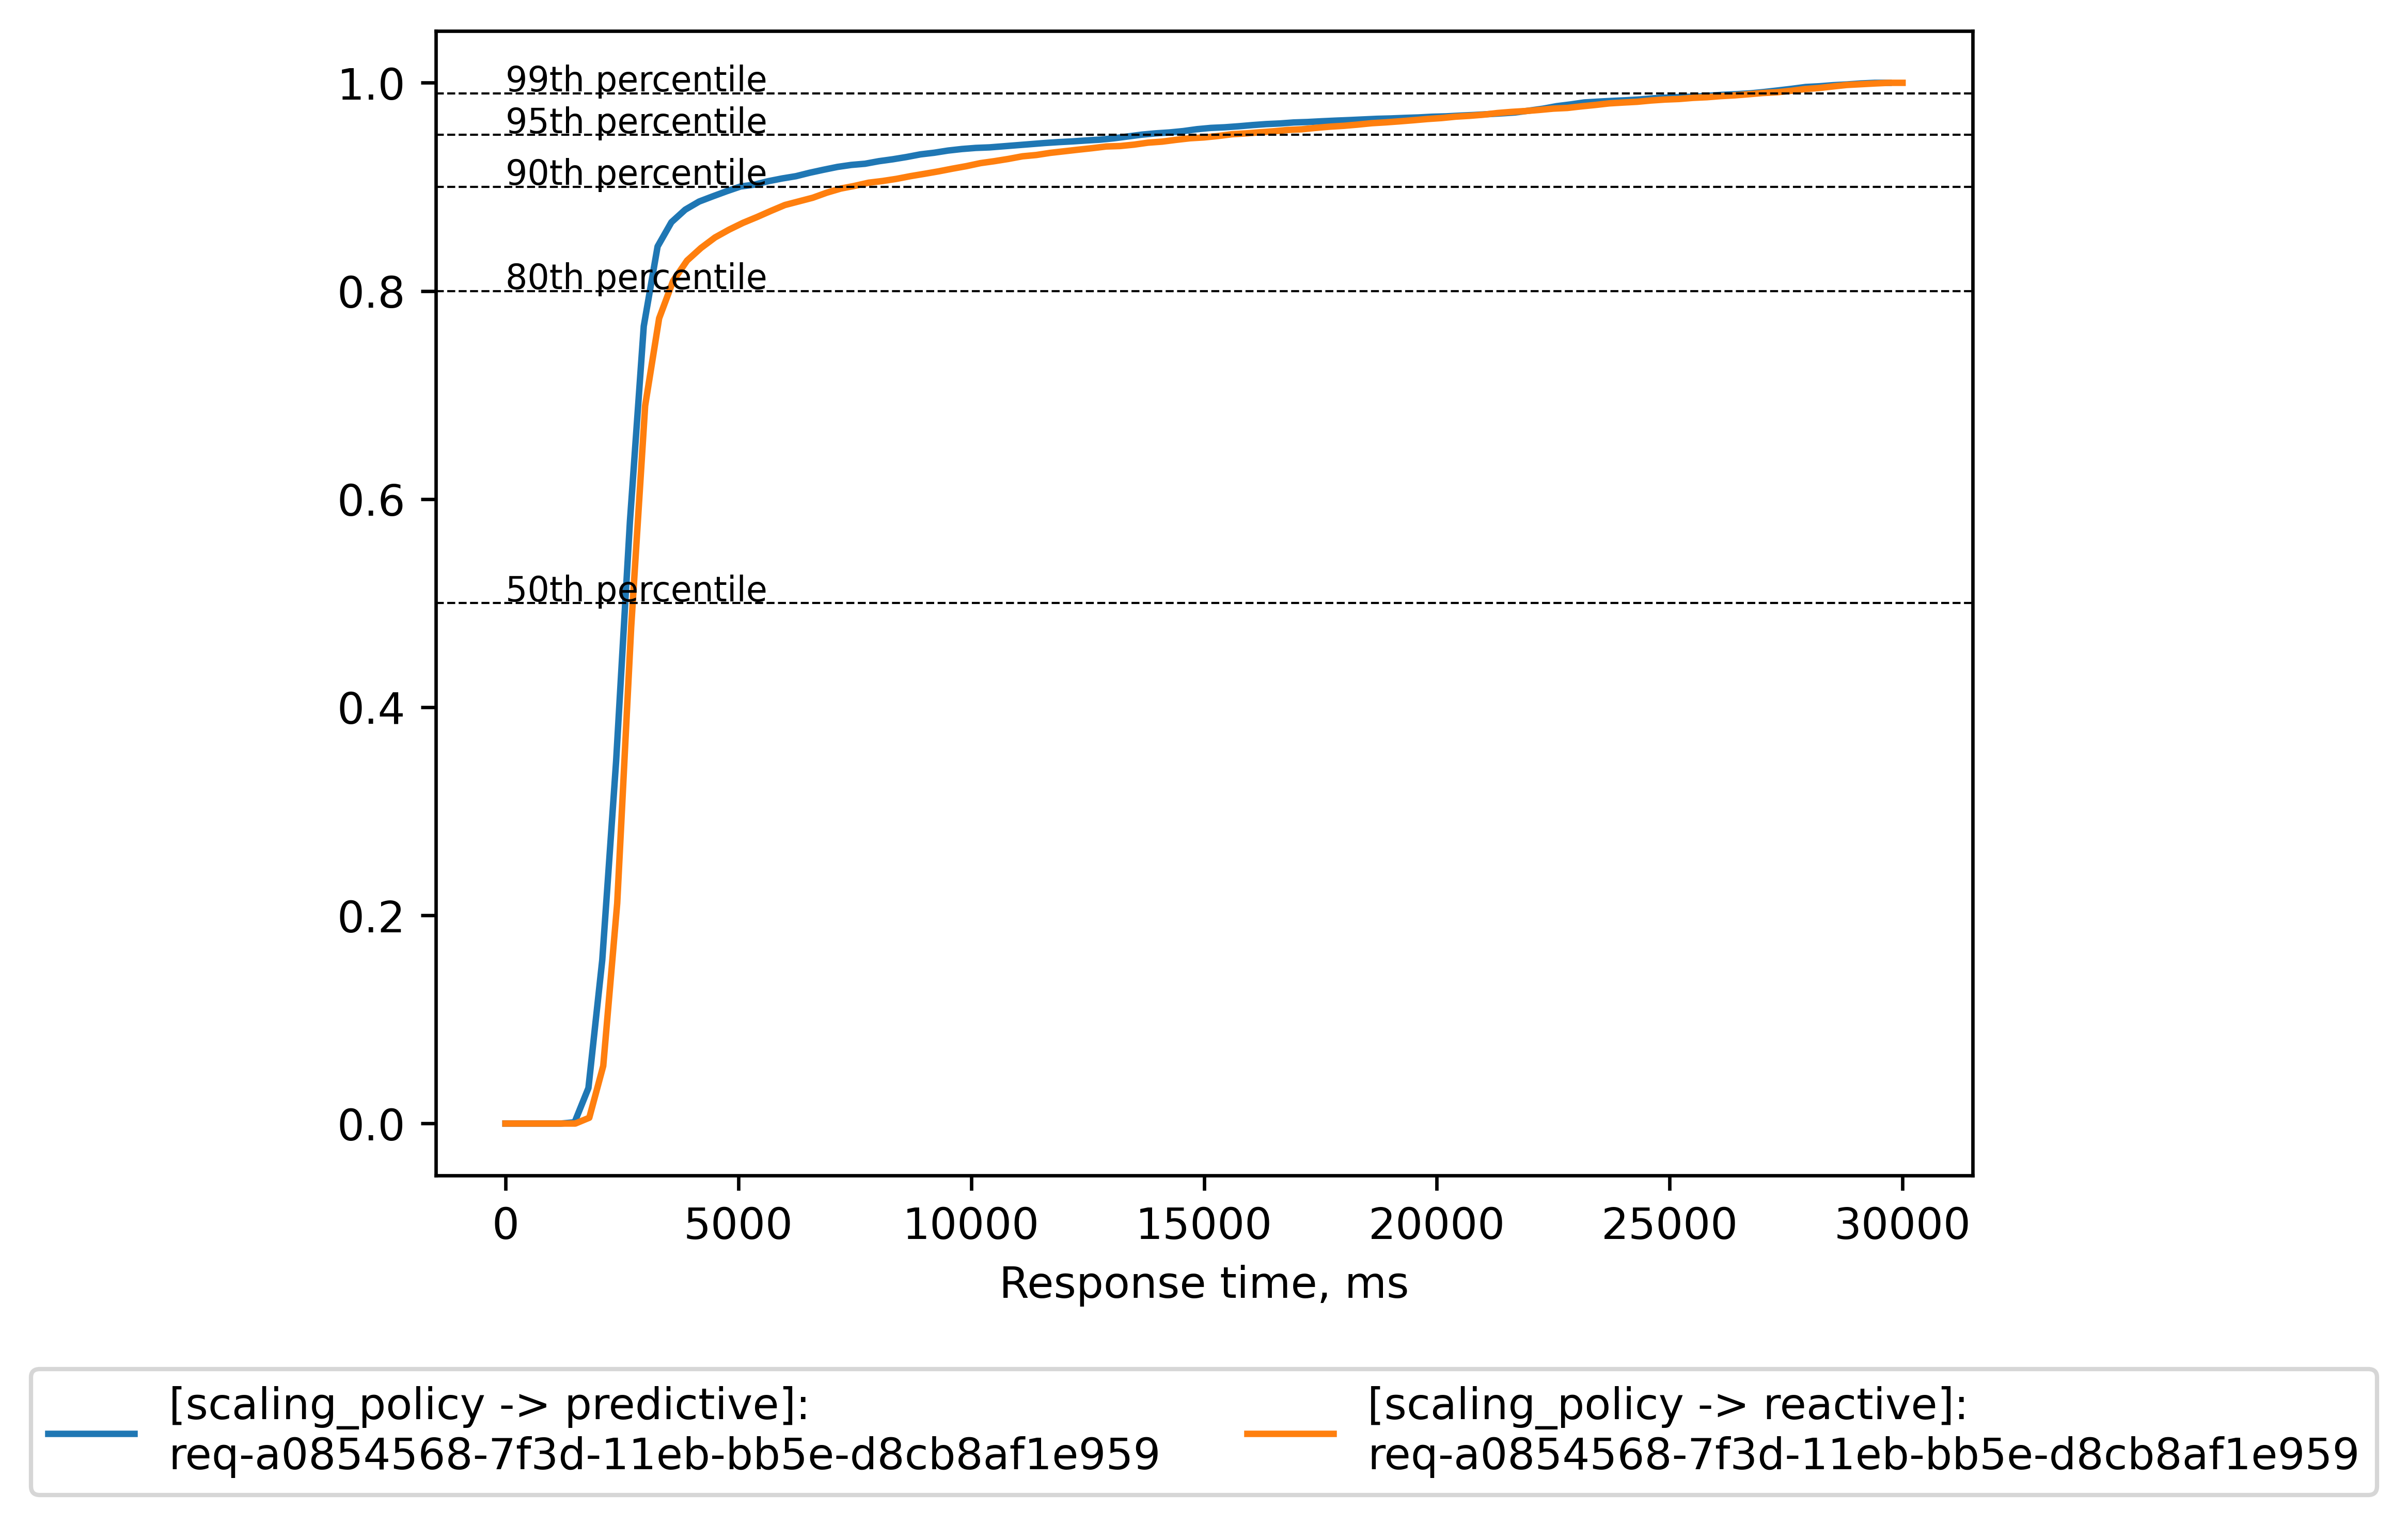 1.0
0.8
0.6
0.4
0.2
0.0
99th percentile
95th percentile
90th percentile
80th percentile
50th percentile
0 5000 10000 15000 20000 25000 30000
Response time, ms
[scaling_policy -> predictive]:
req-a0854568-7f3d-11eb-bb5e-d8cb8af1e959
[scaling_policy -> reactive]:
req-a0854568-7f3d-11eb-bb5e-d8cb8af1e959